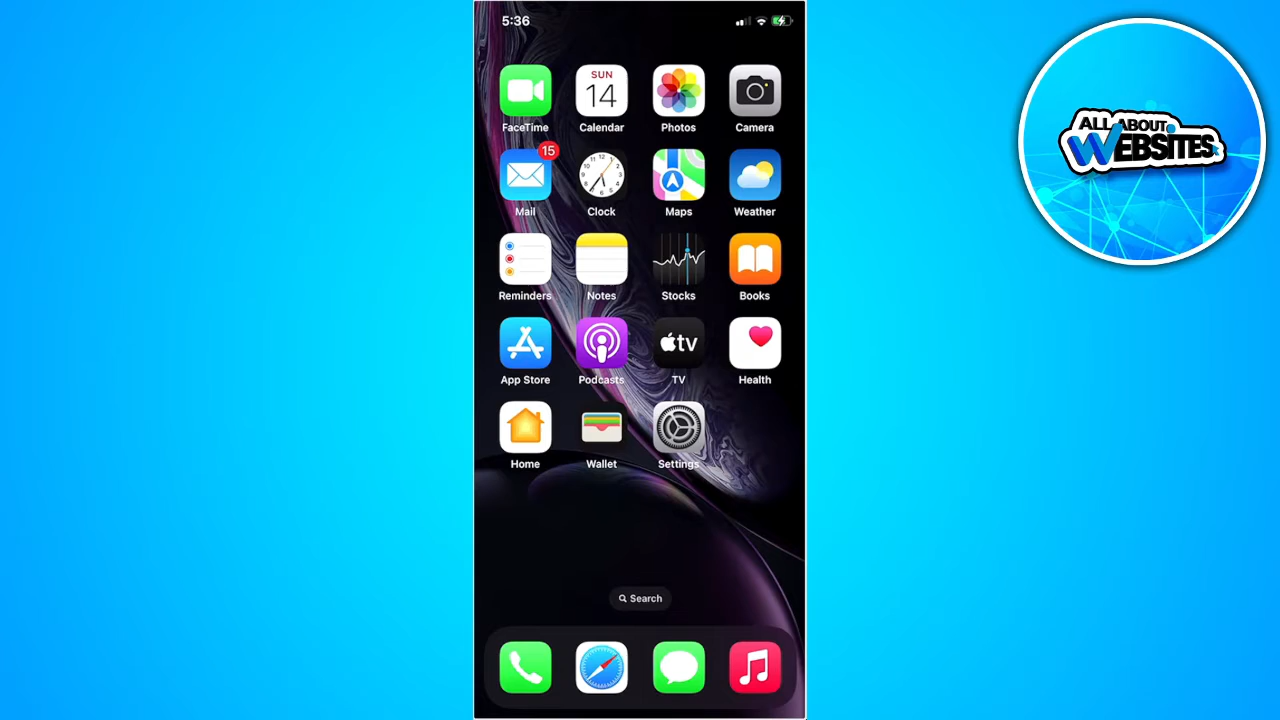 5:36
SUN
14
FaceTime Calendar Photos Camera
15
Mail Clock Maps Weather
Reminders Notes Stocks Books
tv
App Store Podcasts TV Health
Home Wallet Settings
Search
ALL ABOUT
WEBSITES